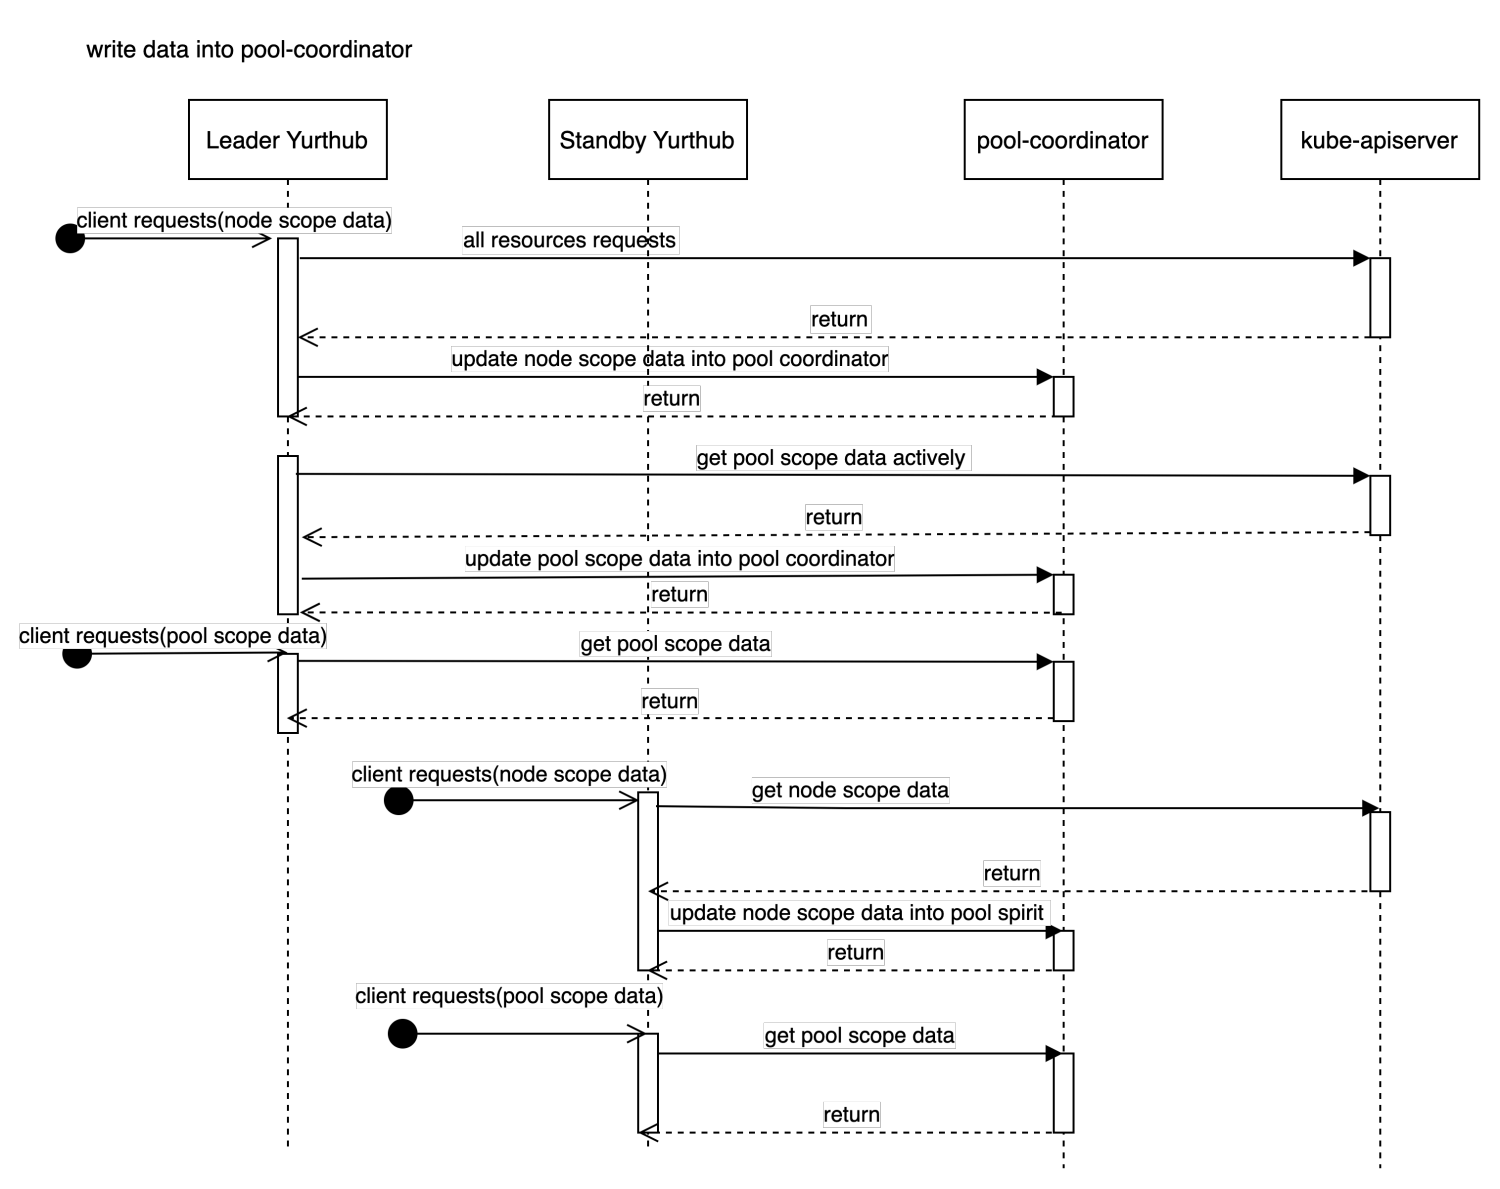 write data into pool-coordinator
Leader Yurthub
Standby Yurthub
pool-coordinator
kube-apiserver
client requests(node scope data)
all resources requests
return
update node scope data into pool coordinator
return
get pool scope data actively
return
update pool scope data into pool coordinator
return
client requests(pool scope data)
get pool scope data
return
client requests(node scope data)
get node scope data
return
update node scope data into pool spirit
return
client requests(pool scope data)
get pool scope data
return